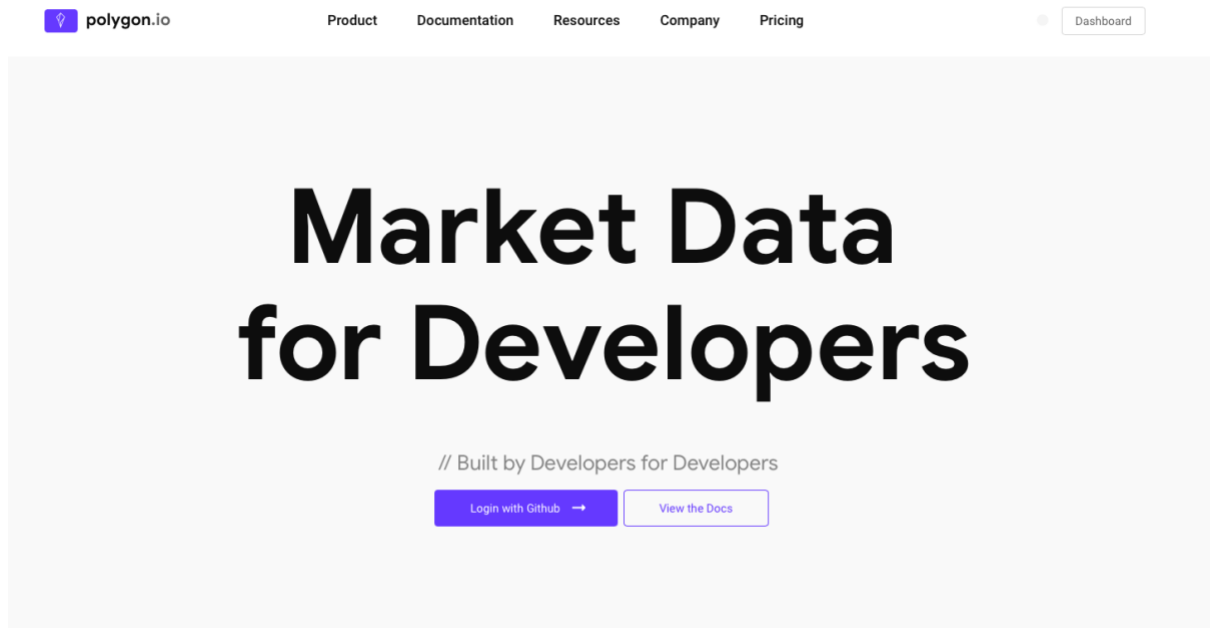 polygon.io
Product
Documentation
Resources
Company
Pricing
Dashboard
Market Data
for Developers
// Built by Developers for Developers
Login with Github
View the Docs